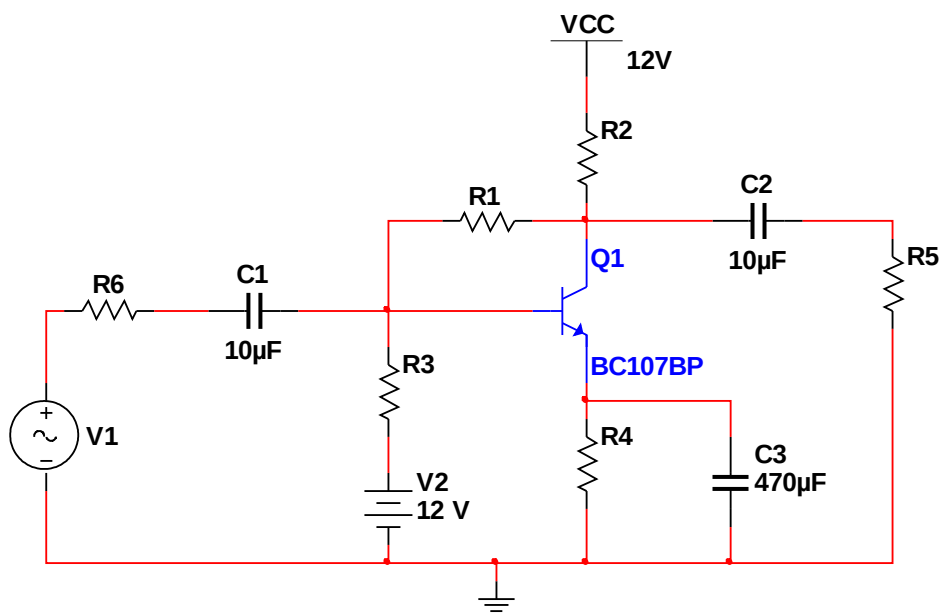 VCC
12V
R2
R1
C2
10µF
Q1
R5
R6
C1
10µF
R3
BC107BP
V1
R4
C3
470µF
V2
12 V